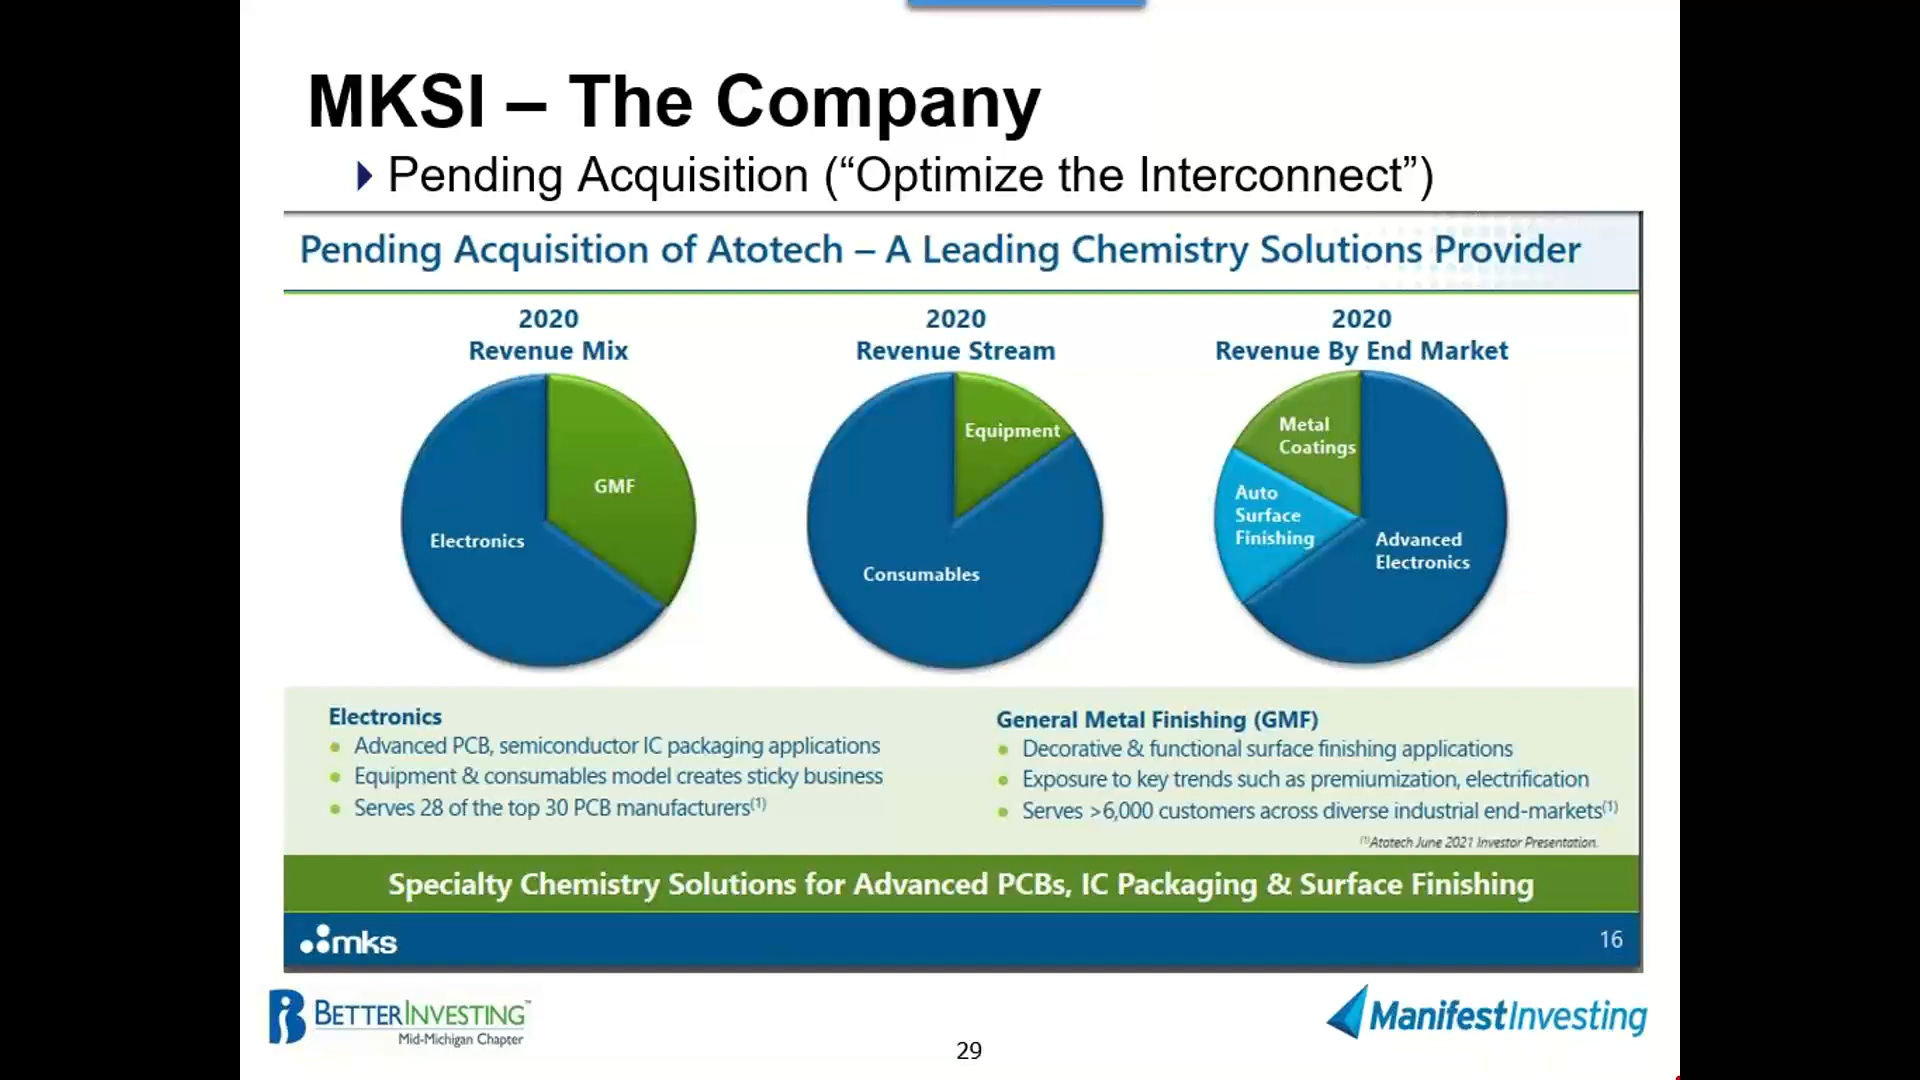 MKSI – The Company
Pending Acquisition (“Optimize the Interconnect”)
Pending Acquisition of Atotech – A Leading Chemistry Solutions Provider
2020
Revenue Mix
GMF
Electronics
2020
Revenue Stream
Equipment
Consumables
2020
Revenue By End Market
Metal
Coatings
Auto
Surface
Finishing
Advanced
Electronics
Electronics
Advanced PCB, semiconductor IC packaging applications
Equipment & consumables model creates sticky business
Serves 28 of the top 30 PCB manufacturers(1)
General Metal Finishing (GMF)
Decorative & functional surface finishing applications
Exposure to key trends such as premiumization, electrification
Serves >6,000 customers across diverse industrial end-markets(1)
(1)Atotech June 2021 Investor Presentation.
Specialty Chemistry Solutions for Advanced PCBs, IC Packaging & Surface Finishing
mks
16
BETTERINVESTING™
Mid-Michigan Chapter
29
ManifestInvesting